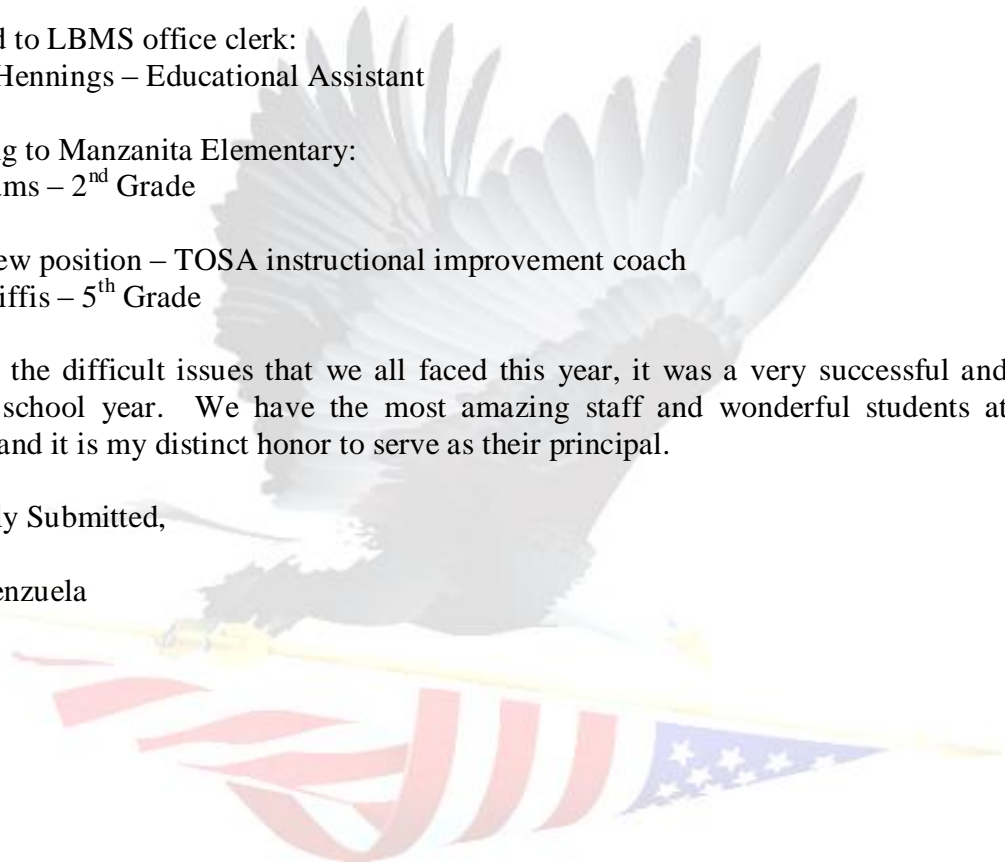 d to LBMS office clerk:
Hennings – Educational Assistant
g to Manzanita Elementary:
ms – 2nd Grade
ew position – TOSA instructional improvement coach
iffis – 5th Grade
the difficult issues that we all faced this year, it was a very successful and
school year. We have the most amazing staff and wonderful students at
and it is my distinct honor to serve as their principal.
ly Submitted,
enzuela